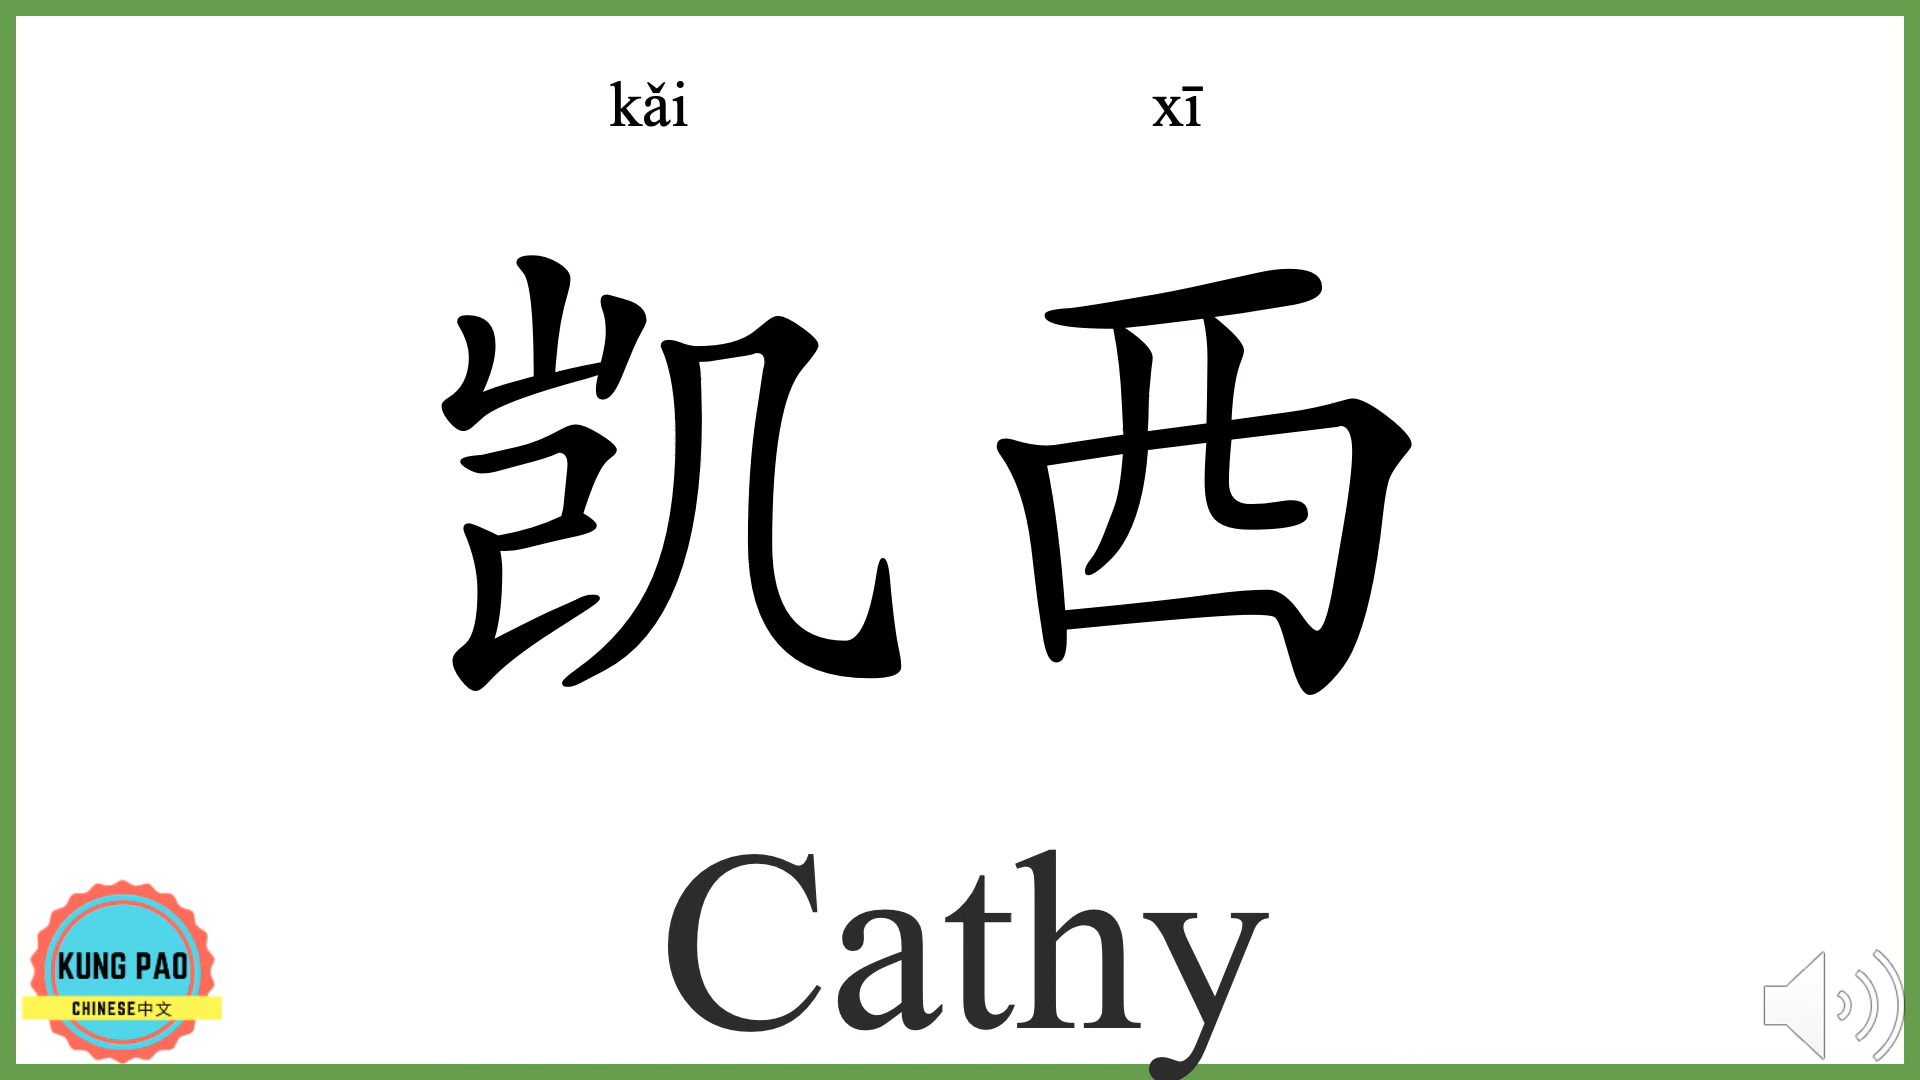 kǎi xī
凯西
Cathy
KUNG PAO
CHINESE中文